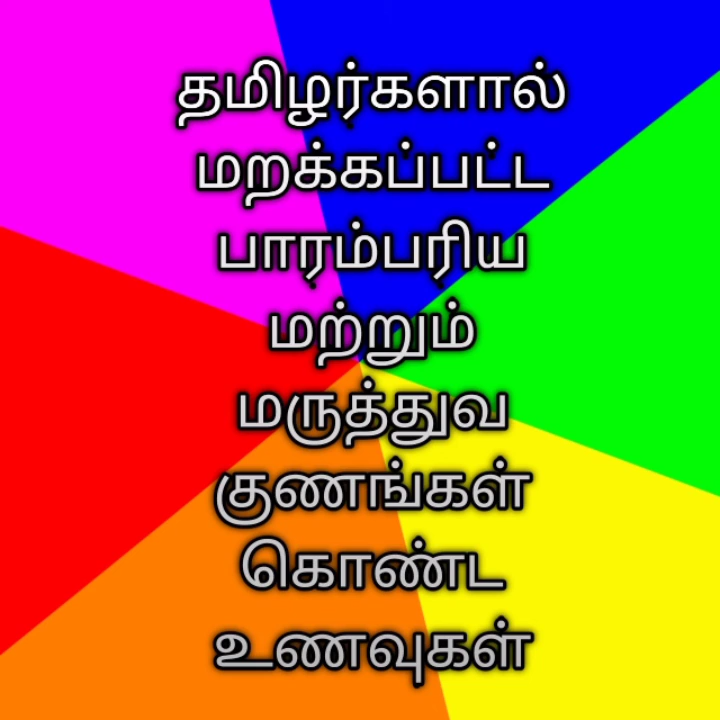 தமிழர்களால்
மறக்கப்பட்ட
பாரம்பரிய
மற்றும்
மருத்துவ
குணங்கள்
கொண்ட
உணவுகள்